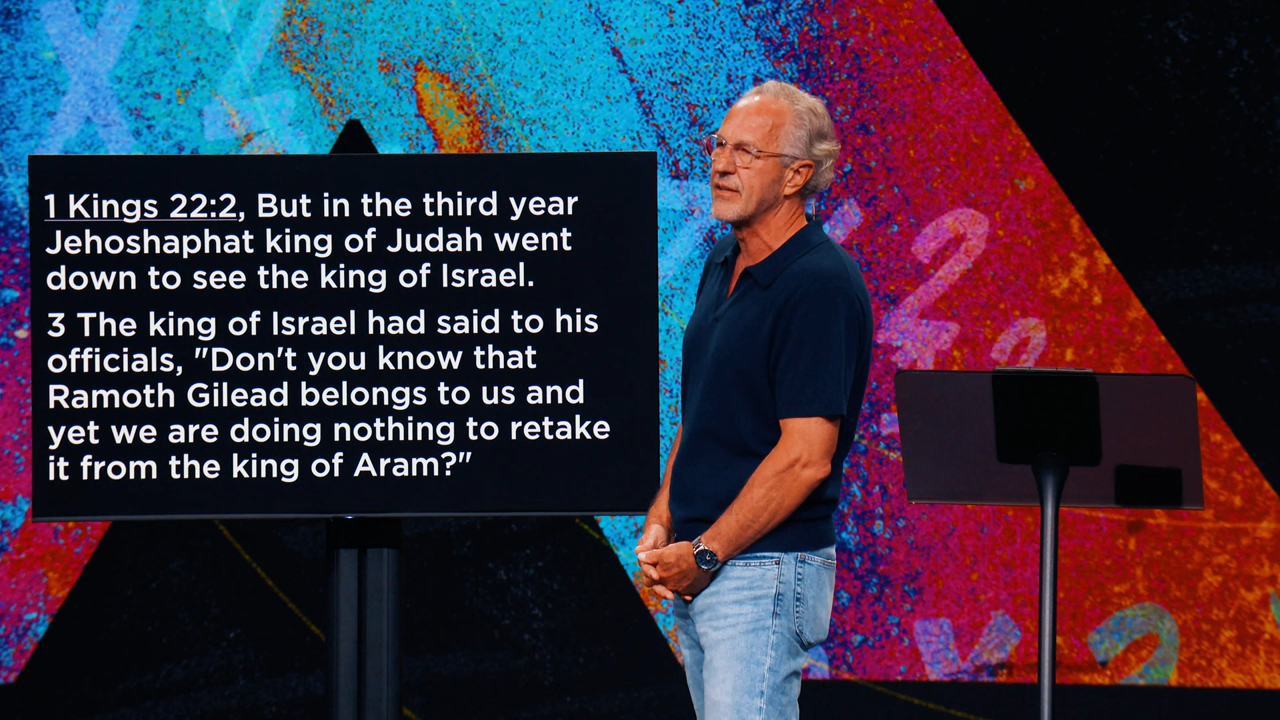 1 Kings 22:2, But in the third year
Jehoshaphat king of Judah went
down to see the king of Israel.
3 The king of Israel had said to his
officials, "Don't you know that
Ramoth Gilead belongs to us and
yet we are doing nothing to retake
it from the king of Aram?"